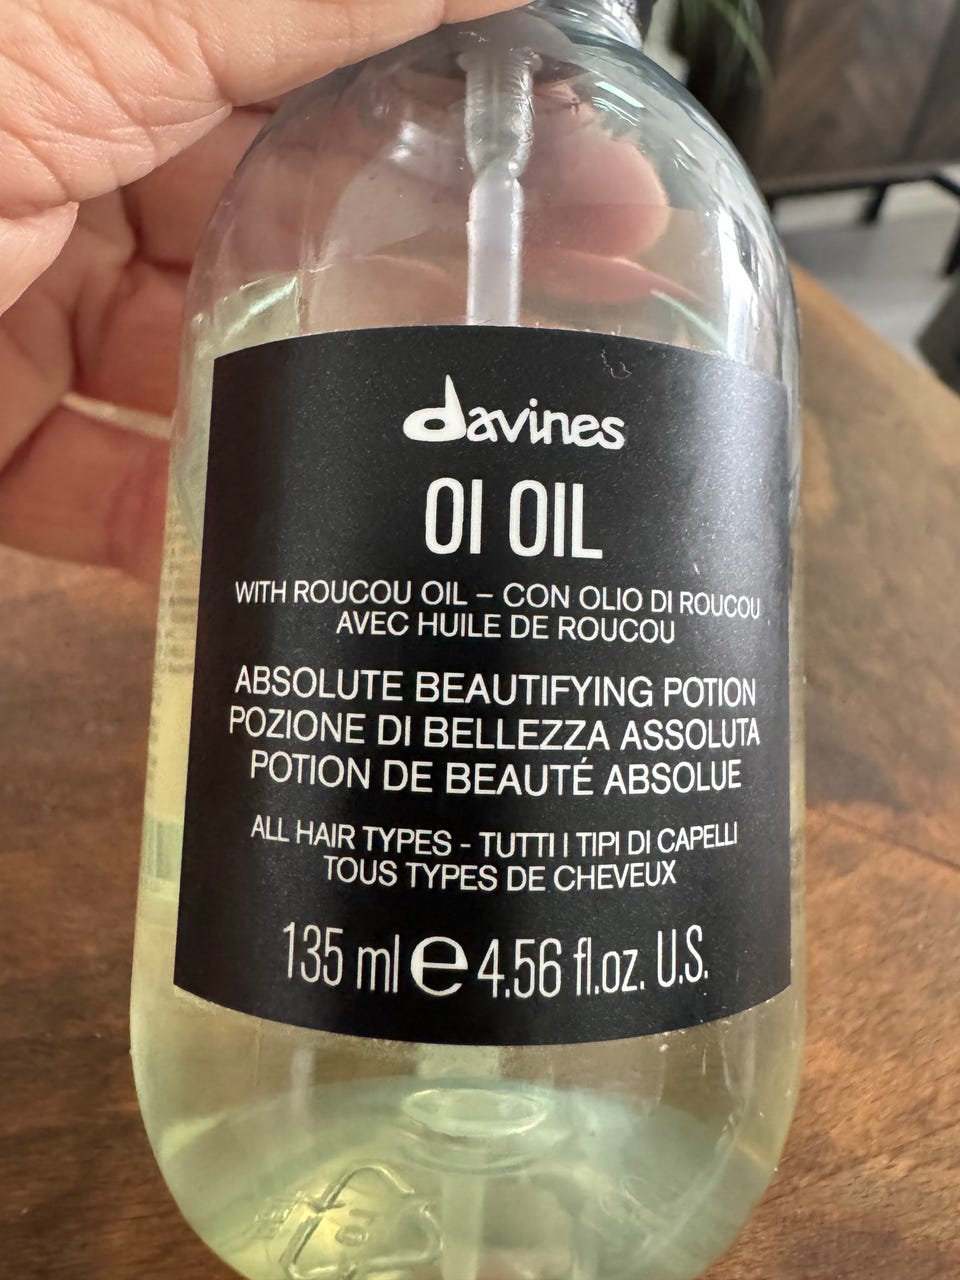 davines
OI OIL
WITH ROUCOU OIL – CON OLIO DI ROUCOU
AVEC HUILE DE ROUCOU
ABSOLUTE BEAUTIFYING POTION
POZIONE DI BELLEZZA ASSOLUTA
POTION DE BEAUTÉ ABSOLUE
ALL HAIR TYPES - TUTTI I TIPI DI CAPELLI
TOUS TYPES DE CHEVEUX
135 ml e 4.56 fl.oz. U.S.